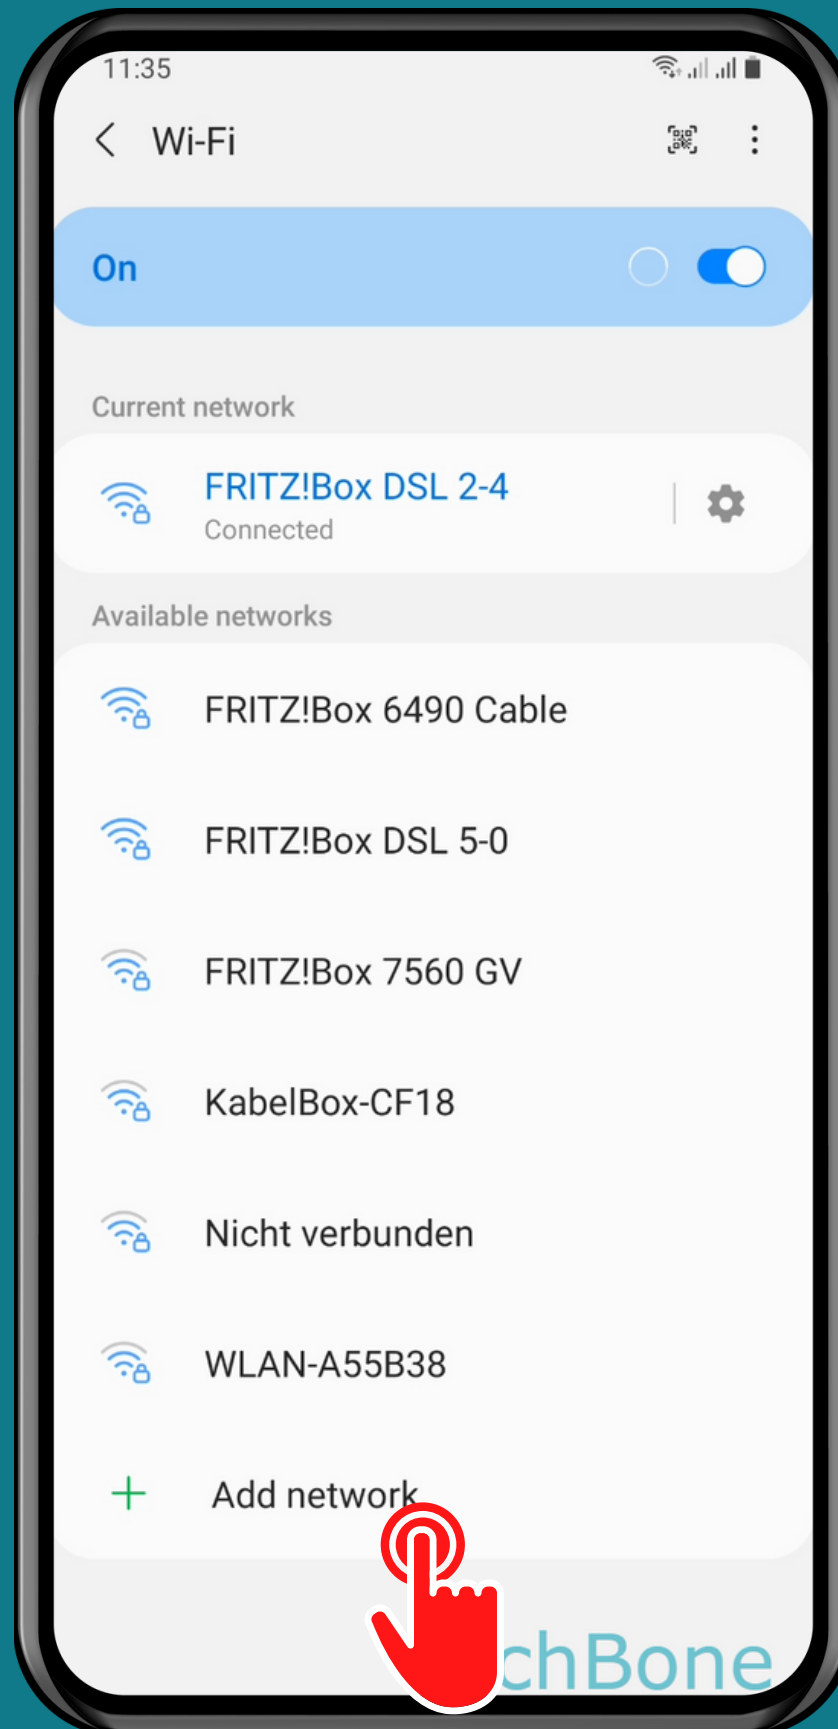 11:35
Wi-Fi
On
Current network
FRITZ!Box DSL 2-4
Connected
Available networks
FRITZ!Box 6490 Cable
FRITZ!Box DSL 5-0
FRITZ!Box 7560 GV
KabelBox-CF18
Nicht verbunden
WLAN-A55B38
Add network
chBone